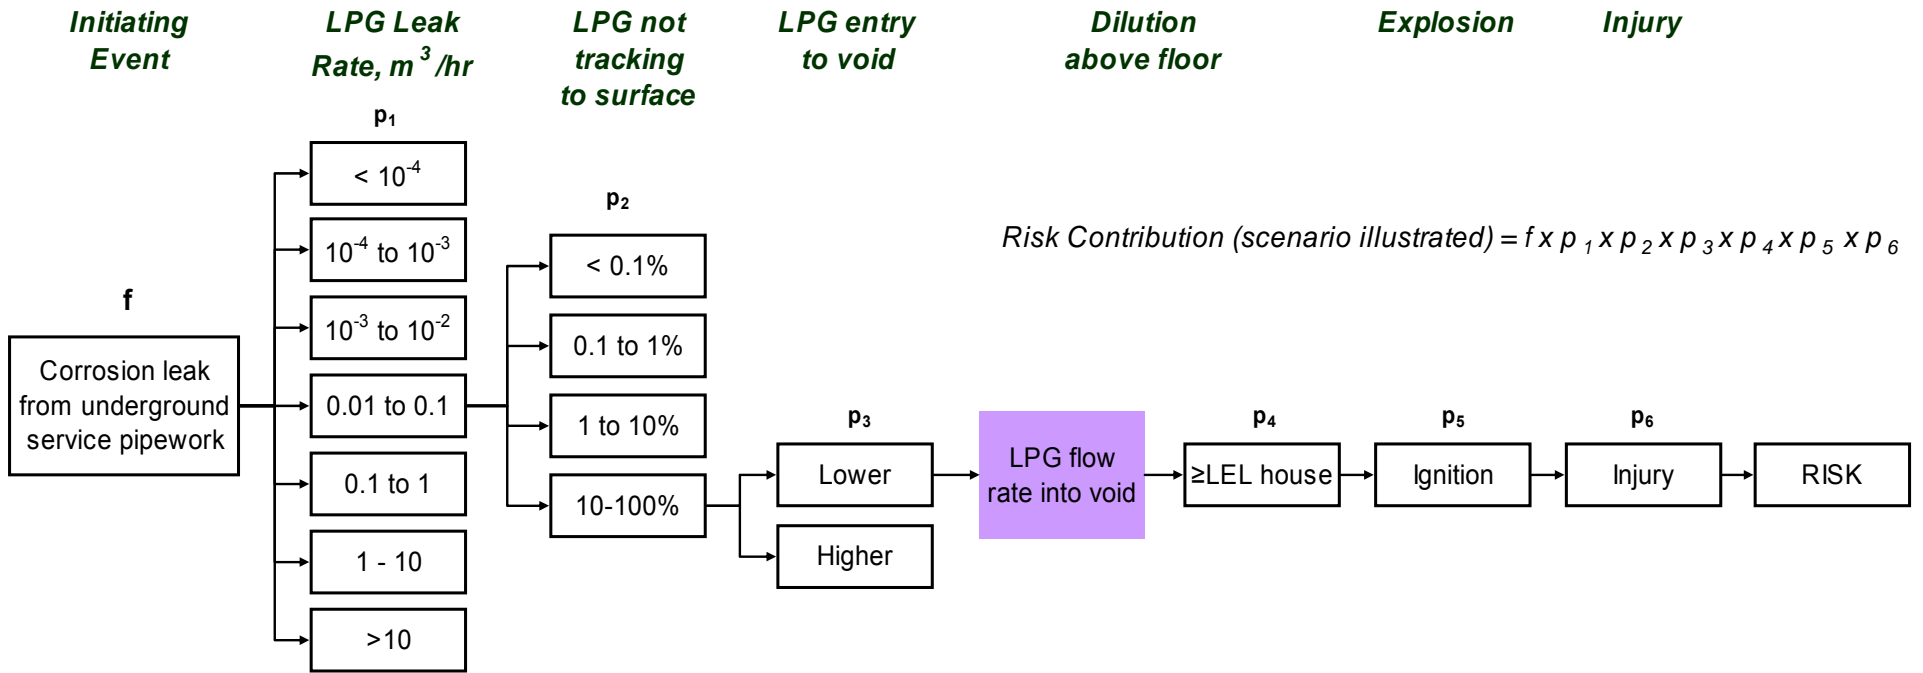 Initiating
Event
LPG Leak
Rate, m³/hr
LPG not
tracking
to surface
LPG entry
to void
Dilution
above floor
Explosion
Injury
f
Corrosion leak
from underground
service pipework
p₁
< 10⁻⁴
10⁻⁴ to 10⁻³
10⁻³ to 10⁻²
0.01 to 0.1
0.1 to 1
1 - 10
>10
p₂
< 0.1%
0.1 to 1%
1 to 10%
10-100%
Risk Contribution (scenario illustrated) = f x p₁ x p₂ x p₃ x p₄ x p₅ x p₆
p₃
Lower
Higher
LPG flow
rate into void
p₄
≥LEL house
p₅
Ignition
p₆
Injury
RISK